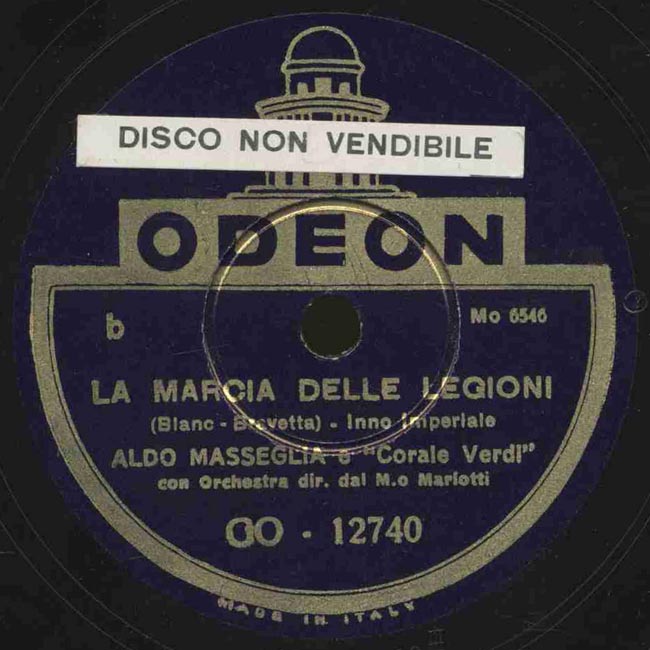 DISCO NON VENDIBILE
ODEON
b
Mo 6546
LA MARCIA DELLE LEGIONI
(Blanc - Bravetta) - Inno Imperiale
ALDO MASSEGLIA e "Corale Verdi"
con Orchestra dir. dal M.o Mariotti
GO - 12740
MADE IN ITALY